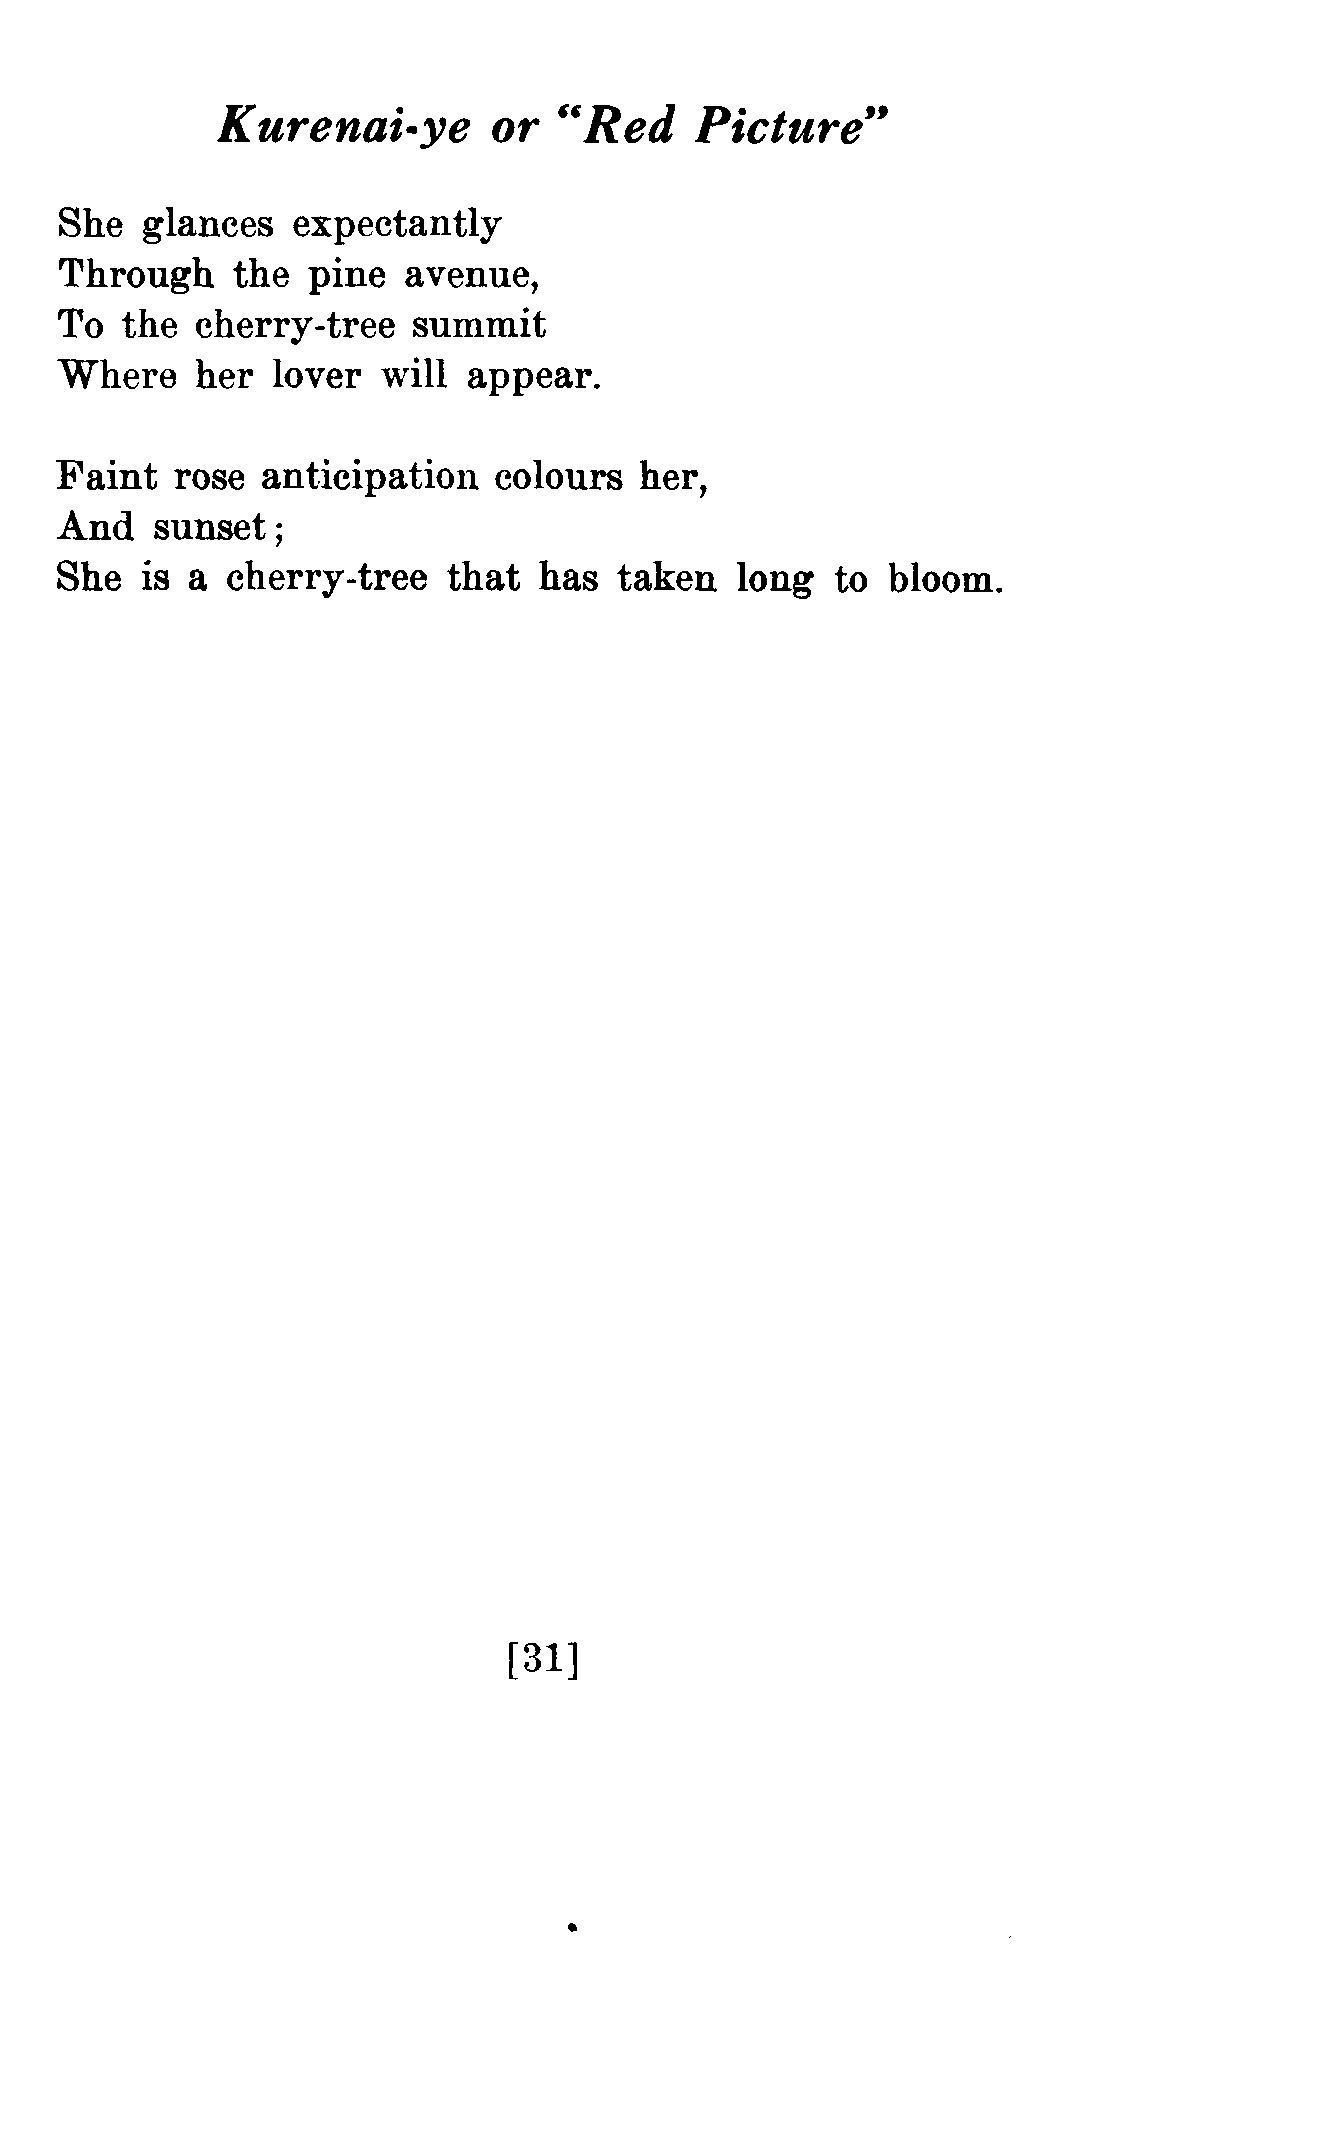 Kurenai-ye or “Red Picture”
She glances expectantly
Through the pine avenue,
To the cherry-tree summit
Where her lover will appear.
Faint rose anticipation colours her,
And sunset;
She is a cherry-tree that has taken long to bloom.
[31]